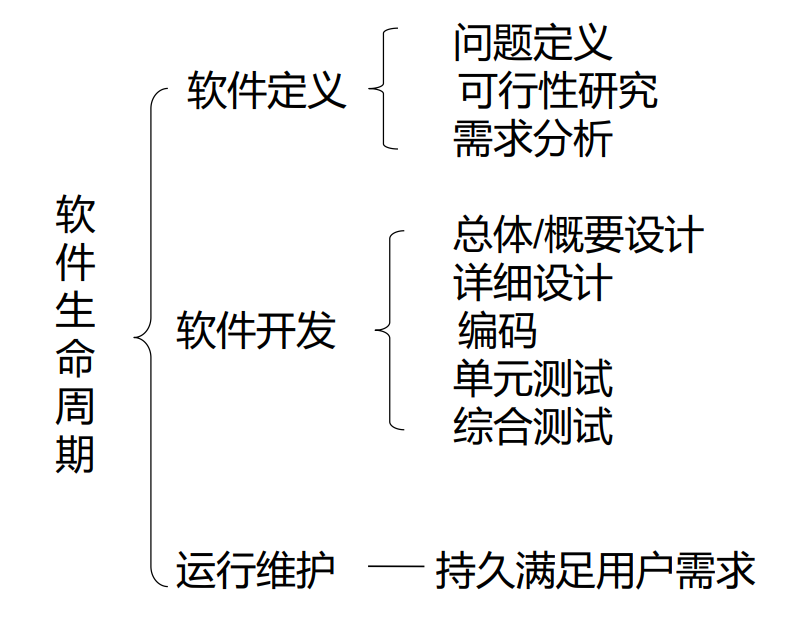 软件生命周期
软件定义
问题定义
可行性研究
需求分析
软件开发
总体/概要设计
详细设计
编码
单元测试
综合测试
运行维护
持久满足用户需求